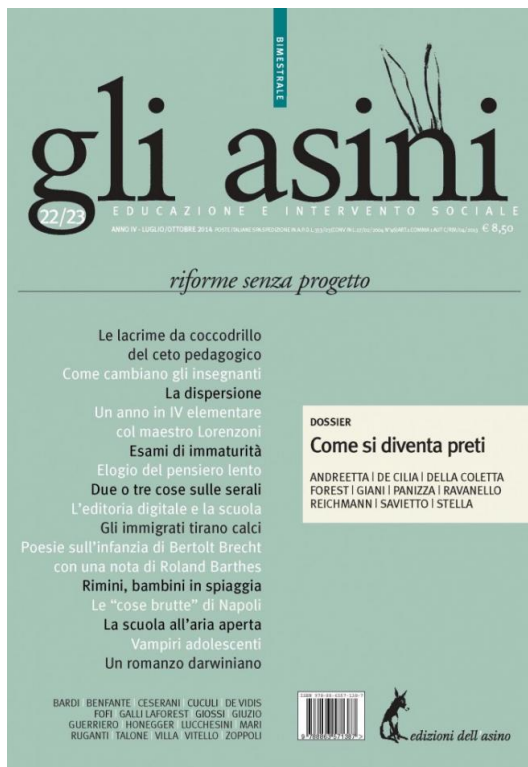 BIMESTRALE
gli asini
22/23
EDUCAZIONE E INTERVENTO SOCIALE
ANNO IV - LUGLIO/OTTOBRE 2014
€ 8,50
riforme senza progetto
Le lacrime da coccodrillo
del ceto pedagogico
Come cambiano gli insegnanti
La dispersione
Un anno in IV elementare
col maestro Lorenzoni
Esami di immaturità
Elogio del pensiero lento
Due o tre cose sulle serali
L'editoria digitale e la scuola
Gli immigrati tirano calci
Poesie sull'infanzia di Bertolt Brecht
con una nota di Roland Barthes
Rimini, bambini in spiaggia
Le "cose brutte" di Napoli
La scuola all'aria aperta
Vampiri adolescenti
Un romanzo darwiniano
DOSSIER
Come si diventa preti
ANDREETTA | DE CILIA | DELLA COLETTA
FOREST | GIANI | PANIZZA | RAVANELLO
REICHMANN | SAVIETTO | STELLA
BARDI | BENFANTE | CESERANI | CUCULI | DE VIDIS
FOFI | GALLI LAFOREST | GIOSSI | GIUZIO
GUERRIERO | HONEGGER | LUCCHESINI | MARI
RUGANTI | TALONE | VILLA | VITELLO | ZOPPOLI
edizioni dell asino